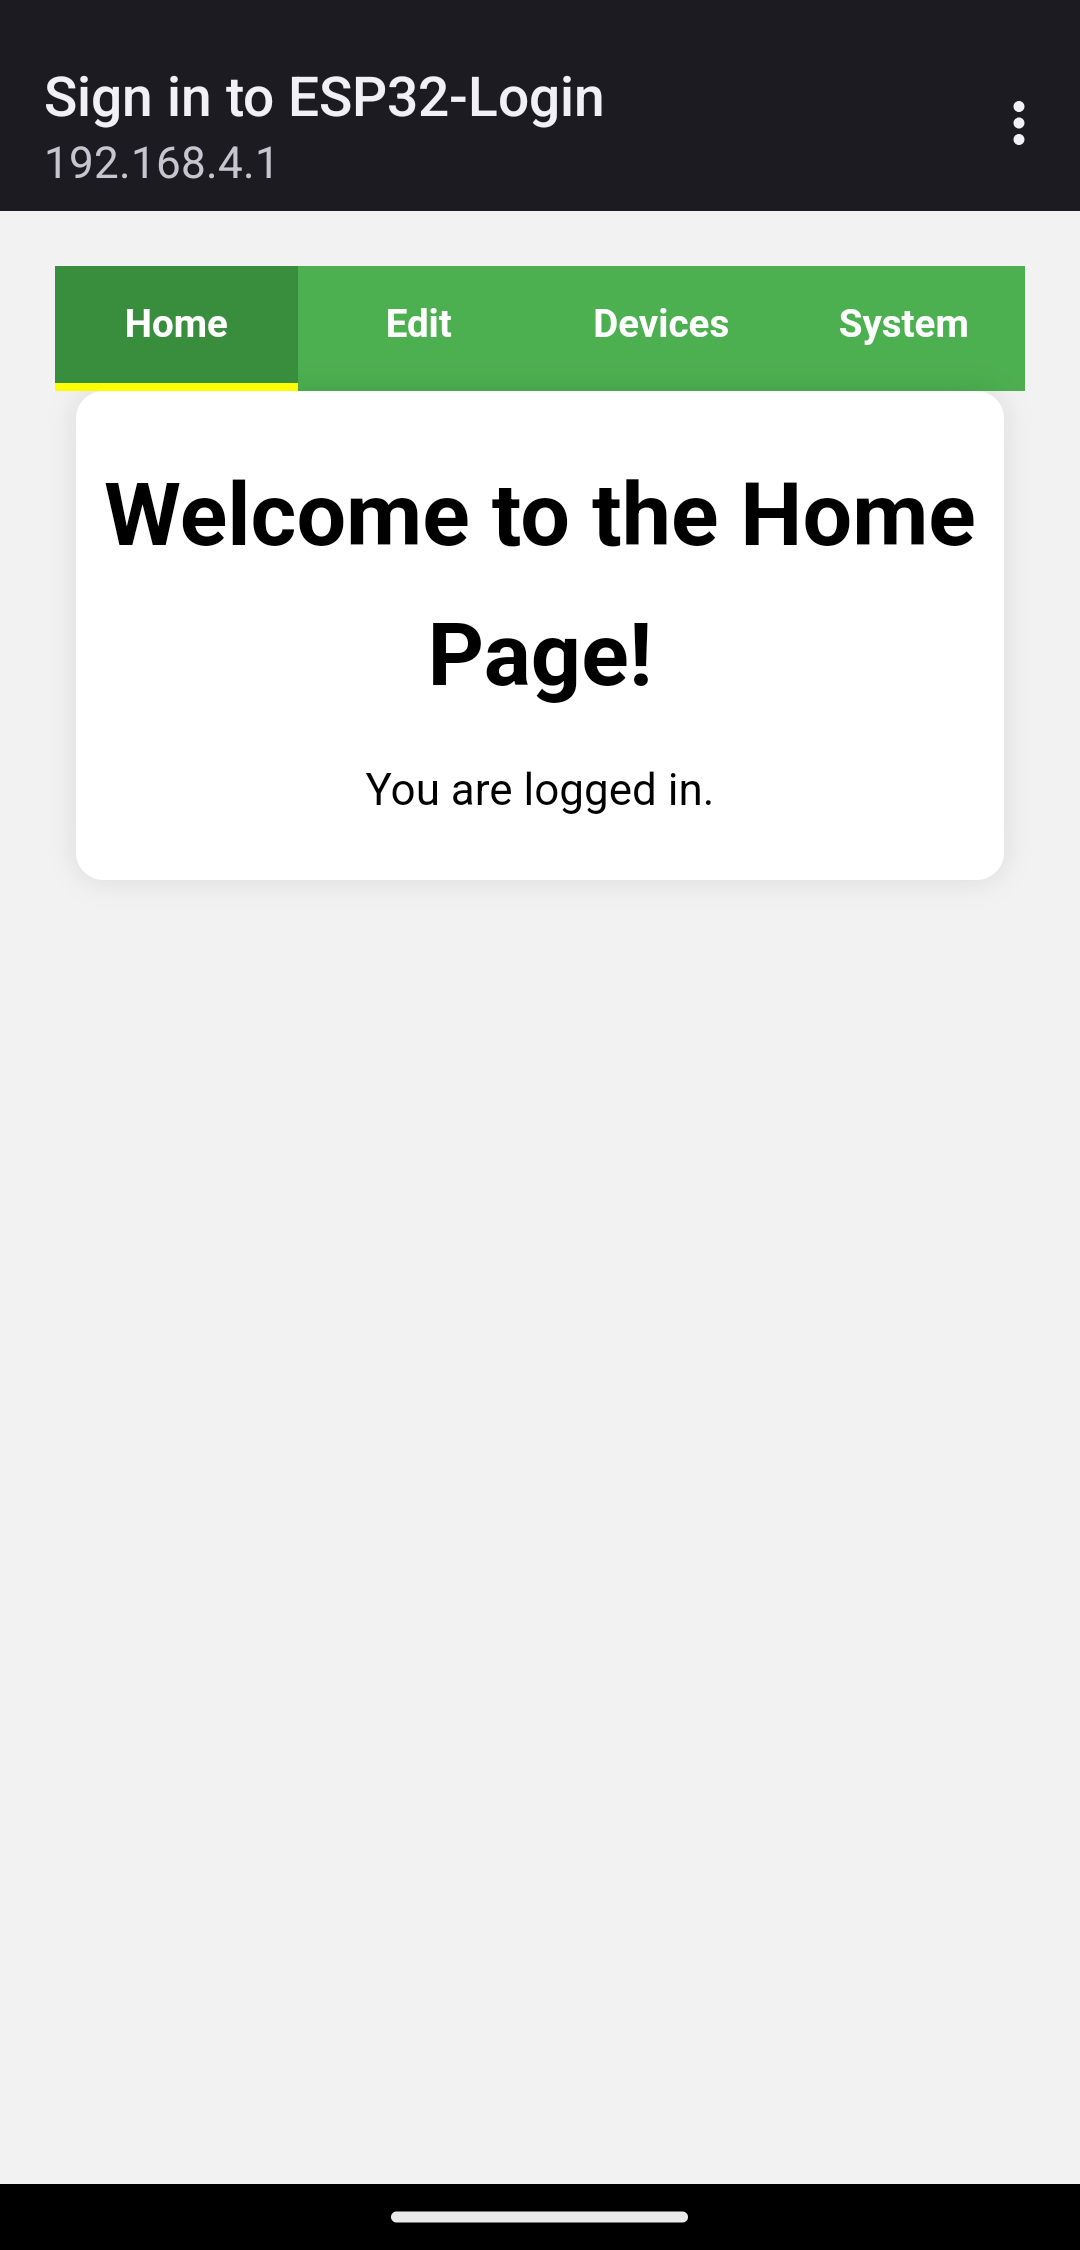 Sign in to ESP32-Login
192.168.4.1
Home Edit Devices System
Welcome to the Home
Page!
You are logged in.